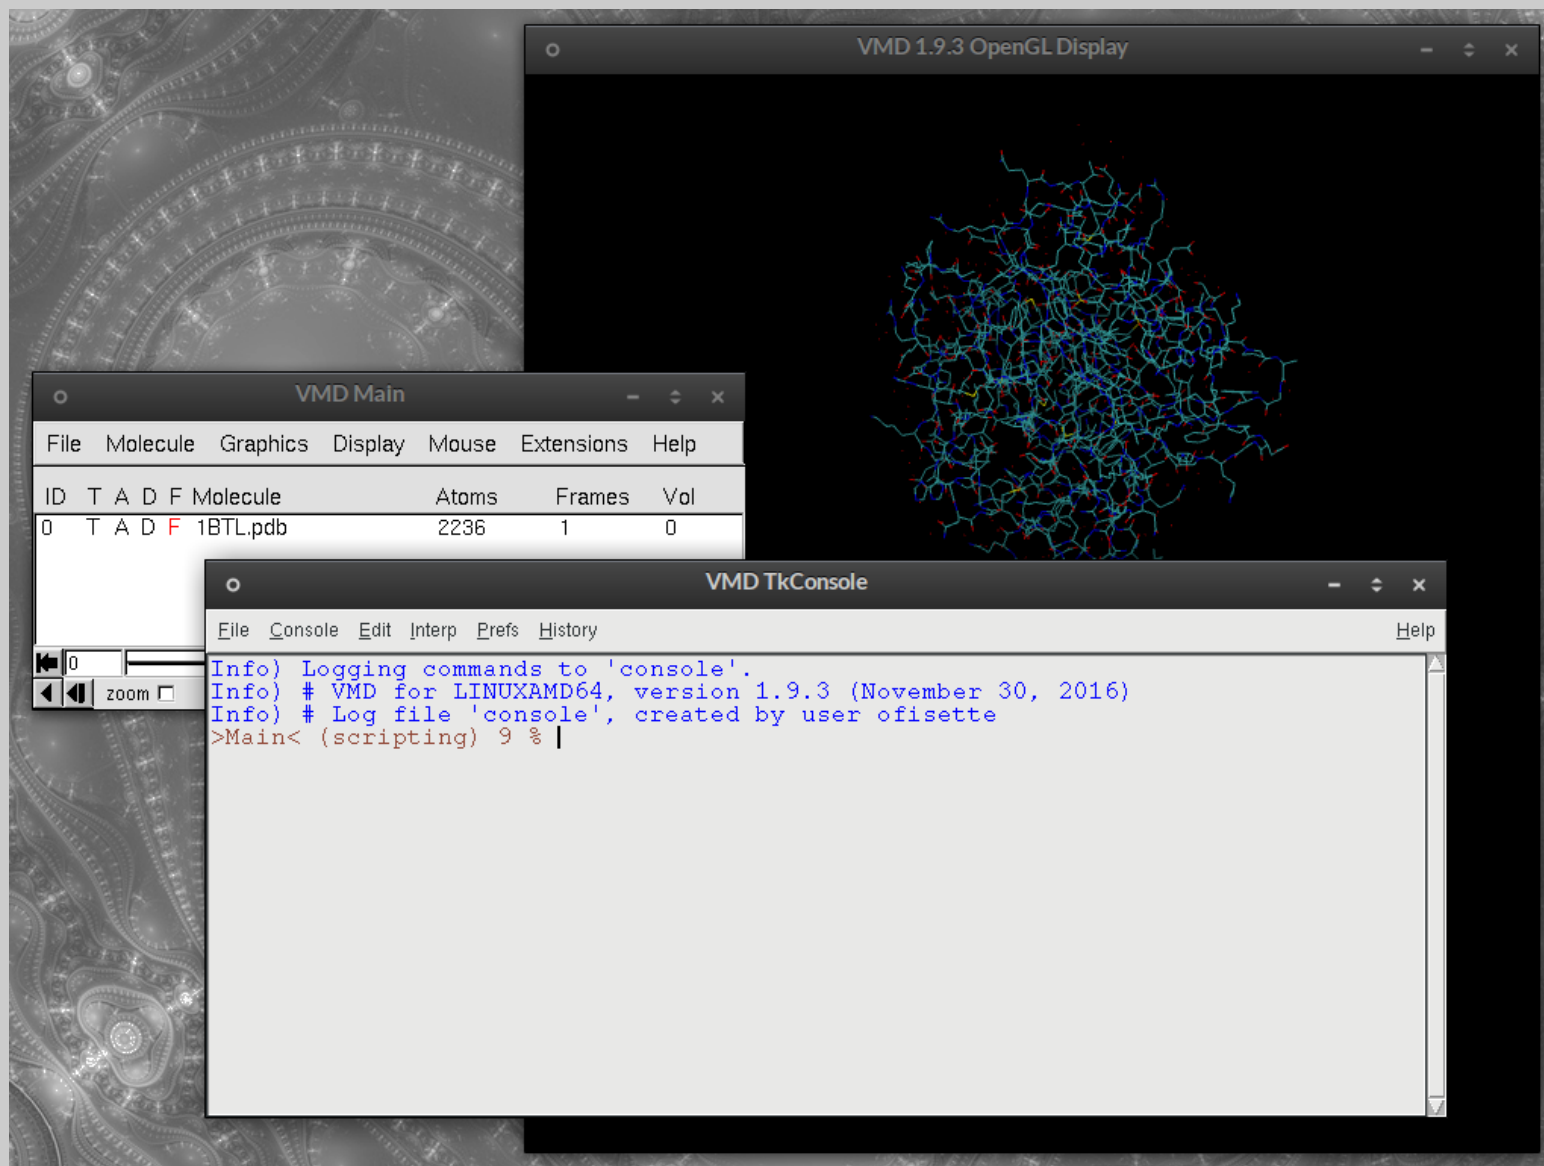 VMD 1.9.3 OpenGL Display
VMD Main
File Molecule Graphics Display Mouse Extensions Help
ID T A D F Molecule Atoms Frames Vol
0 T A D F 1BTL.pdb 2236 1 0
0
zoom
VMD TkConsole
File Console Edit Interp Prefs History Help
Info) Logging commands to 'console'.
Info) # VMD for LINUXAMD64, version 1.9.3 (November 30, 2016)
Info) # Log file 'console', created by user ofisette
>Main< (scripting) 9 %